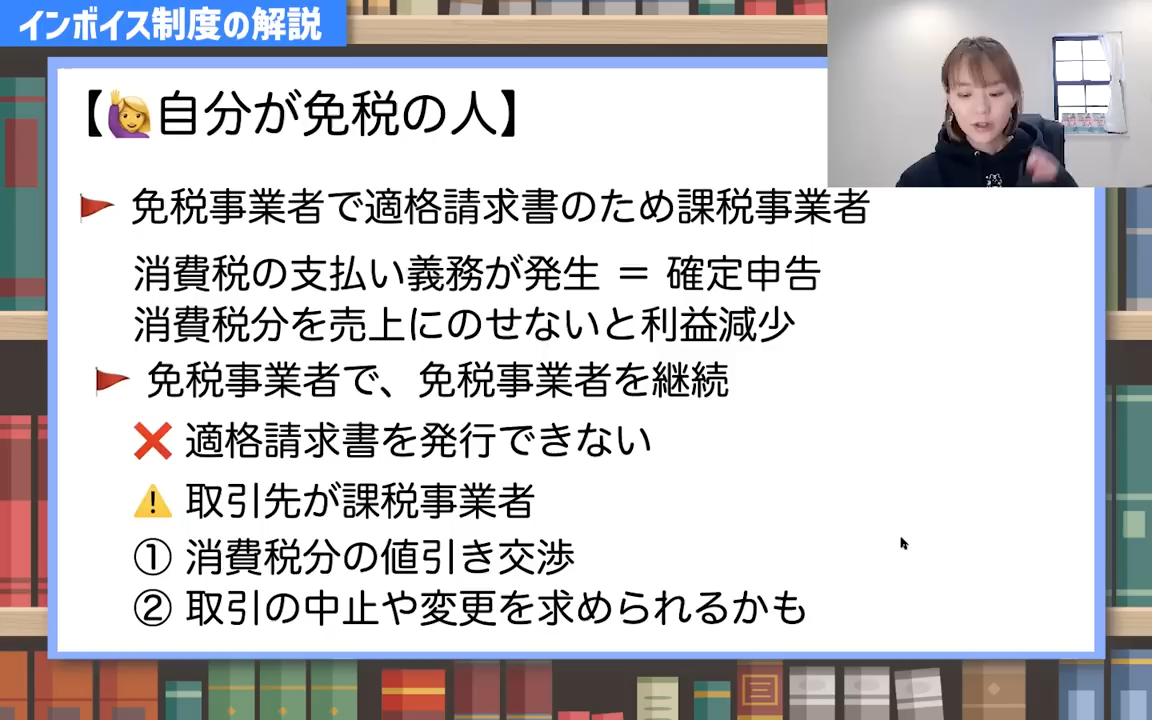 インボイス制度の解説
【🙋‍♀️自分が免税の人】
🚩 免税事業者で適格請求書のため課税事業者
消費税の支払い義務が発生 ＝ 確定申告
消費税分を売上にのせないと利益減少
🚩 免税事業者で、免税事業者を継続
❌ 適格請求書を発行できない
⚠️ 取引先が課税事業者
① 消費税分の値引き交渉
② 取引の中止や変更を求められるかも